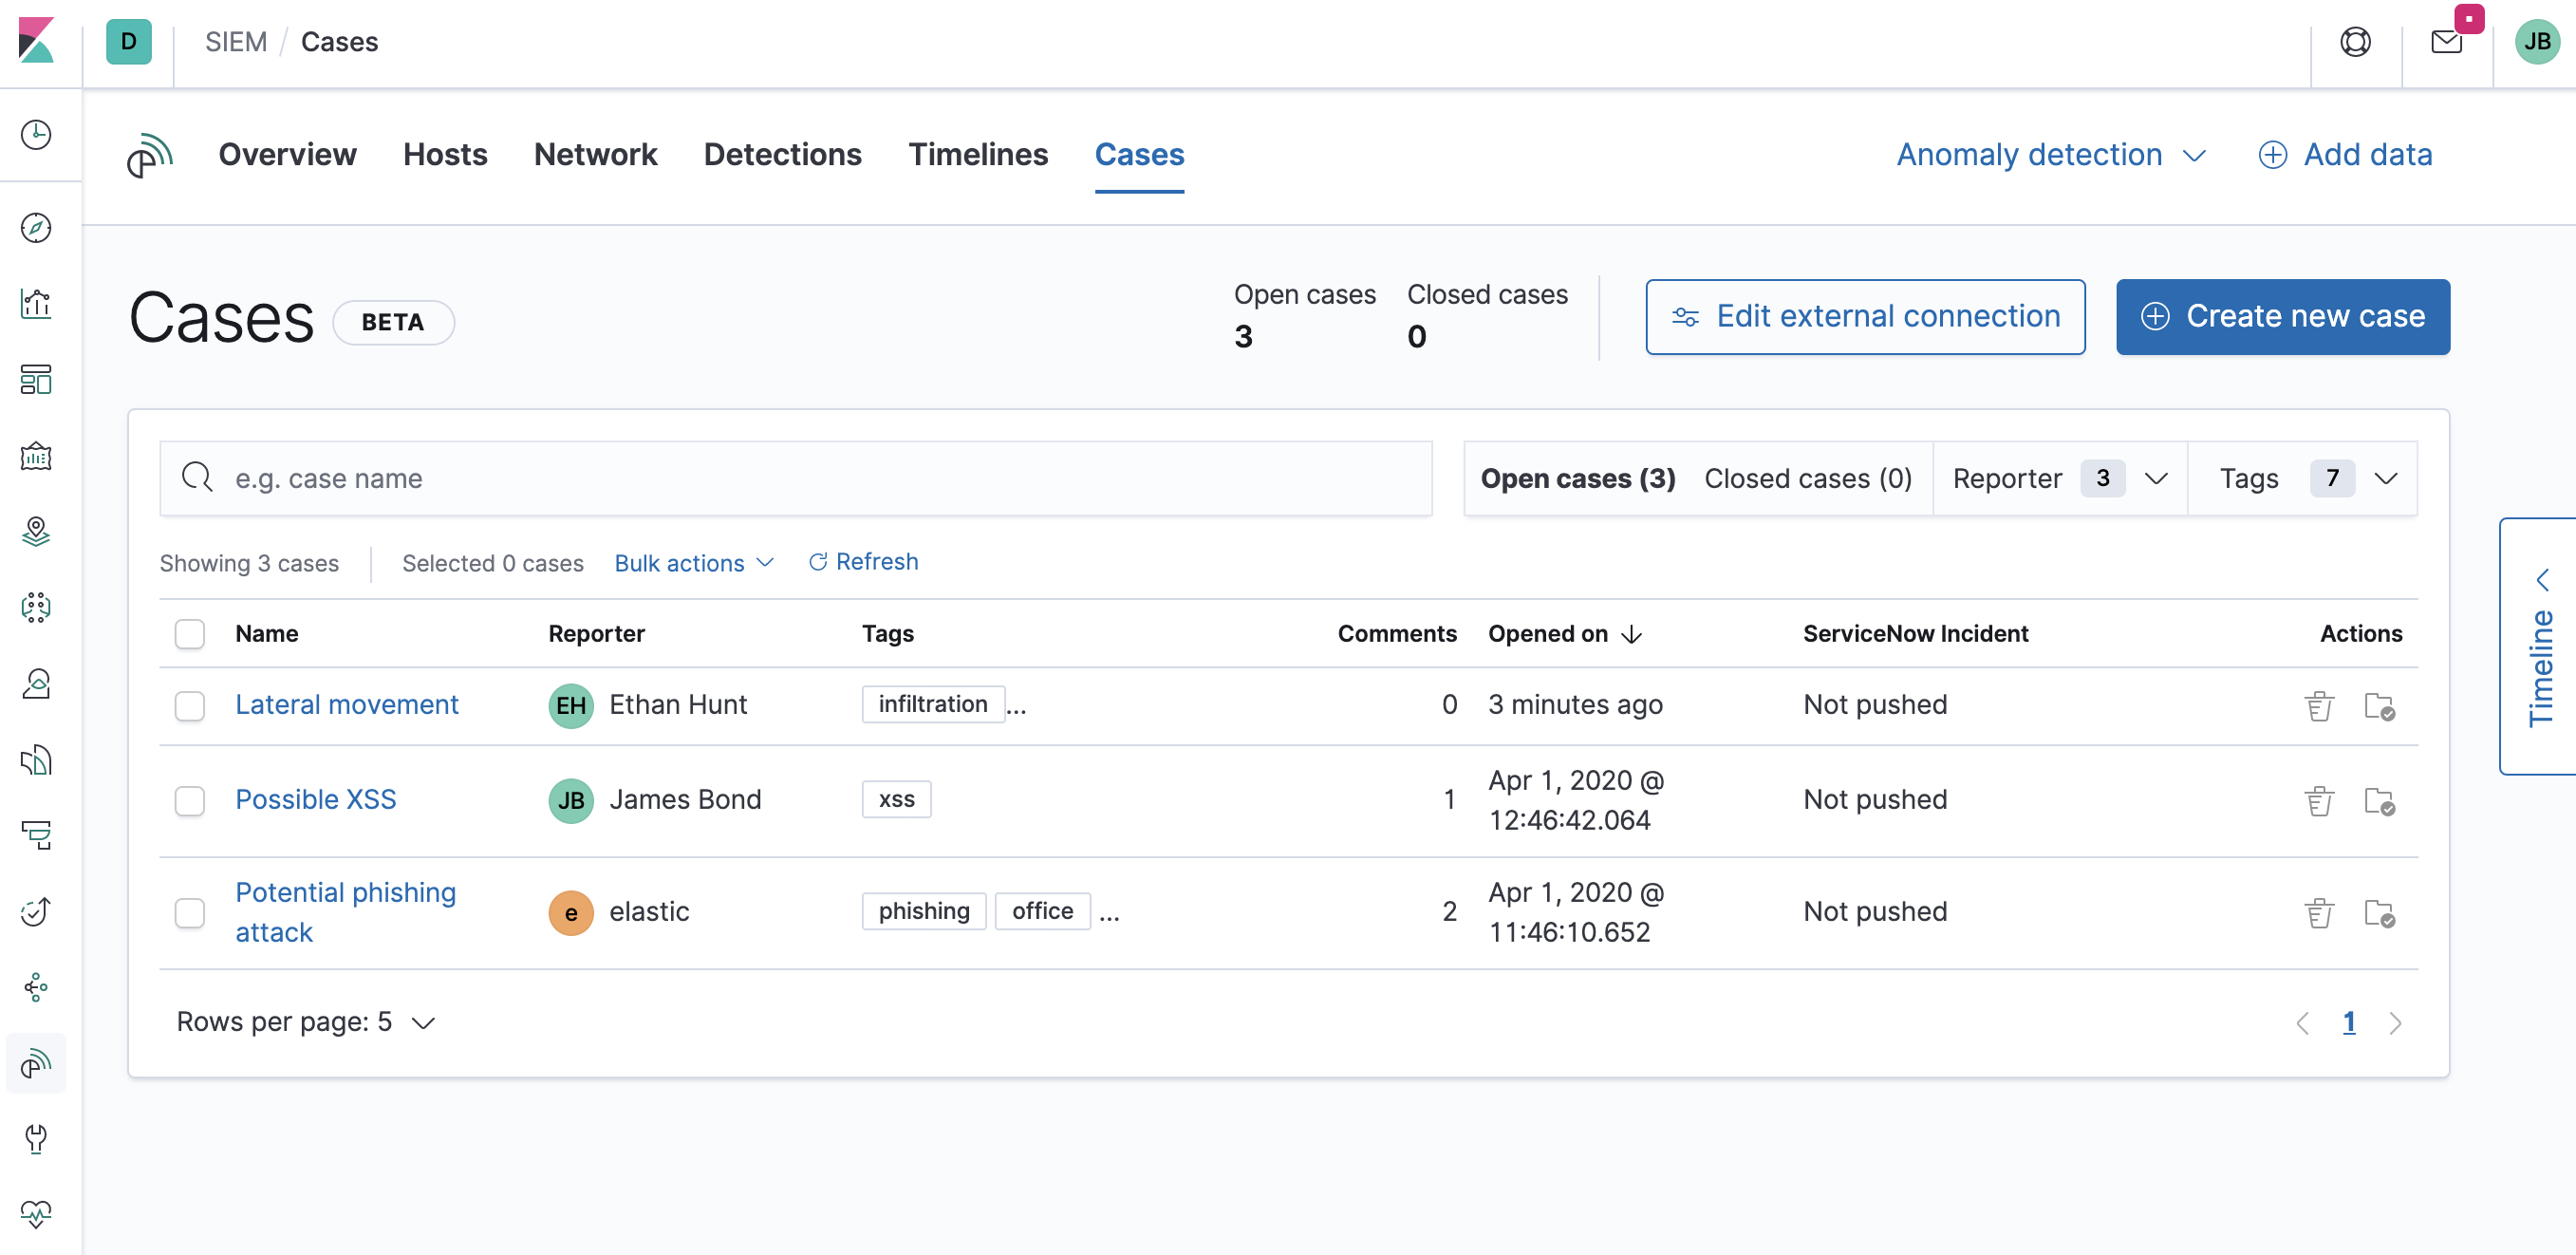 D SIEM / Cases JB
Overview Hosts Network Detections Timelines Cases Anomaly detection Add data
Cases BETA
Open cases Closed cases
3 0
Edit external connection Create new case
e.g. case name Open cases (3) Closed cases (0) Reporter 3 Tags 7
Showing 3 cases Selected 0 cases Bulk actions Refresh
Name Reporter Tags Comments Opened on ServiceNow Incident Actions
Lateral movement EH Ethan Hunt infiltration... 0 3 minutes ago Not pushed
Possible XSS JB James Bond xss 1 Apr 1, 2020 @ 
12:46:42.064 Not pushed
Potential phishing
attack e elastic phishing office ... 2 Apr 1, 2020 @
11:46:10.652 Not pushed
Rows per page: 5 1
Timeline